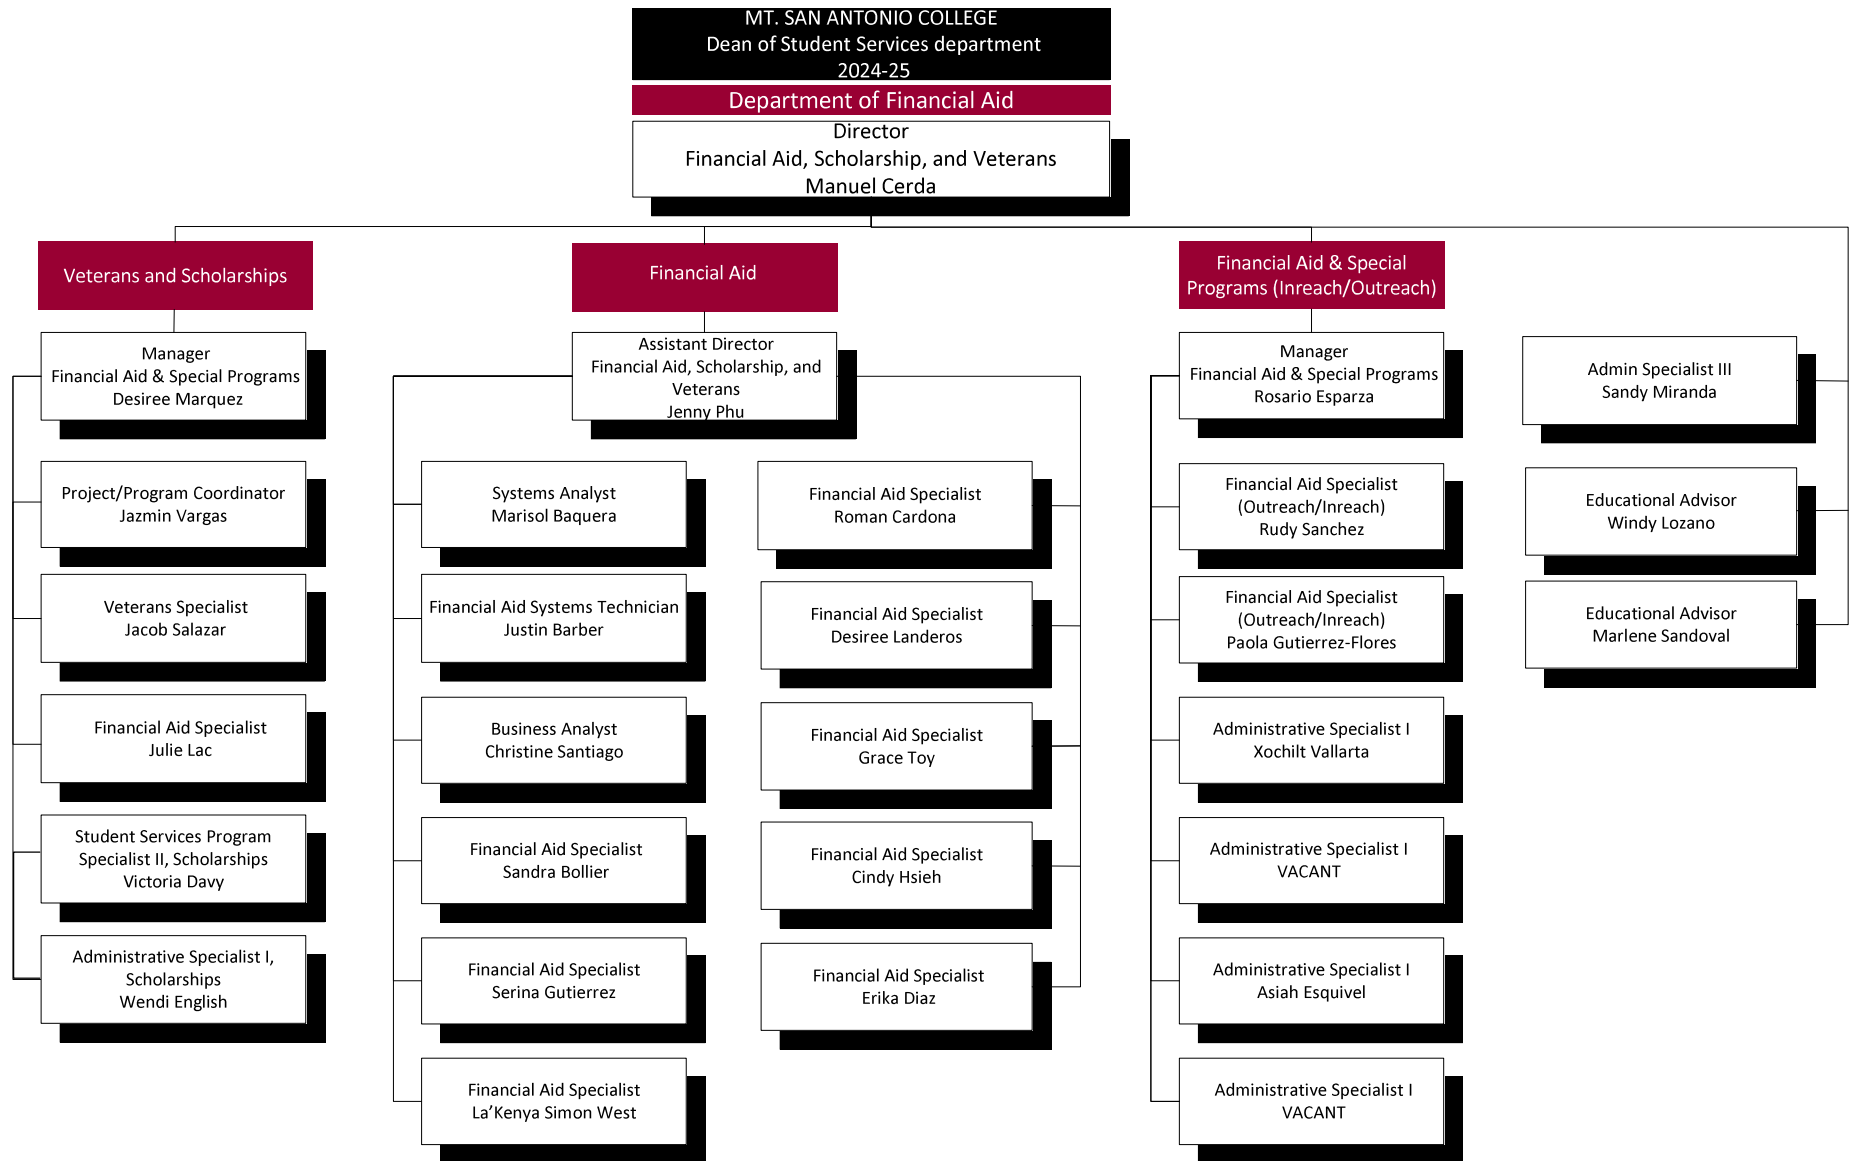 MT. SAN ANTONIO COLLEGE
Dean of Student Services department
2024-25
Department of Financial Aid
Director
Financial Aid, Scholarship, and Veterans
Manuel Cerda
Veterans and Scholarships
Manager
Financial Aid & Special Programs
Desiree Marquez
Project/Program Coordinator
Jazmin Vargas
Veterans Specialist
Jacob Salazar
Financial Aid Specialist
Julie Lac
Student Services Program
Specialist II, Scholarships
Victoria Davy
Administrative Specialist I,
Scholarships
Wendi English
Financial Aid
Assistant Director
Financial Aid, Scholarship, and
Veterans
Jenny Phu
Systems Analyst
Marisol Baquera
Financial Aid Systems Technician
Justin Barber
Business Analyst
Christine Santiago
Financial Aid Specialist
Sandra Bollier
Financial Aid Specialist
Serina Gutierrez
Financial Aid Specialist
La’Kenya Simon West
Financial Aid Specialist
Roman Cardona
Financial Aid Specialist
Desiree Landeros
Financial Aid Specialist
Grace Toy
Financial Aid Specialist
Cindy Hsieh
Financial Aid Specialist
Erika Diaz
Financial Aid & Special
Programs (Inreach/Outreach)
Manager
Financial Aid & Special Programs
Rosario Esparza
Financial Aid Specialist
(Outreach/Inreach)
Rudy Sanchez
Financial Aid Specialist
(Outreach/Inreach)
Paola Gutierrez-Flores
Administrative Specialist I
Xochilt Vallarta
Administrative Specialist I
VACANT
Administrative Specialist I
Asiah Esquivel
Administrative Specialist I
VACANT
Admin Specialist III
Sandy Miranda
Educational Advisor
Windy Lozano
Educational Advisor
Marlene Sandoval